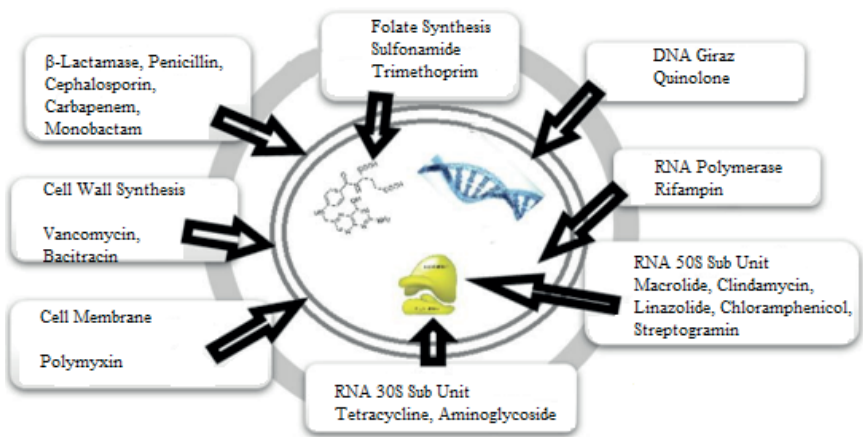 Folate Synthesis
Sulfonamide
Trimethoprim
β-Lactamase, Penicillin,
Cephalosporin,
Carbapenem,
Monobactam
DNA Giraz
Quinolone
Cell Wall Synthesis
Vancomycin,
Bacitracin
RNA Polymerase
Rifampin
RNA 50S Sub Unit
Macrolide, Clindamycin,
Linazolide, Chloramphenicol,
Streptogramin
Cell Membrane
Polymyxin
RNA 30S Sub Unit
Tetracycline, Aminoglycoside